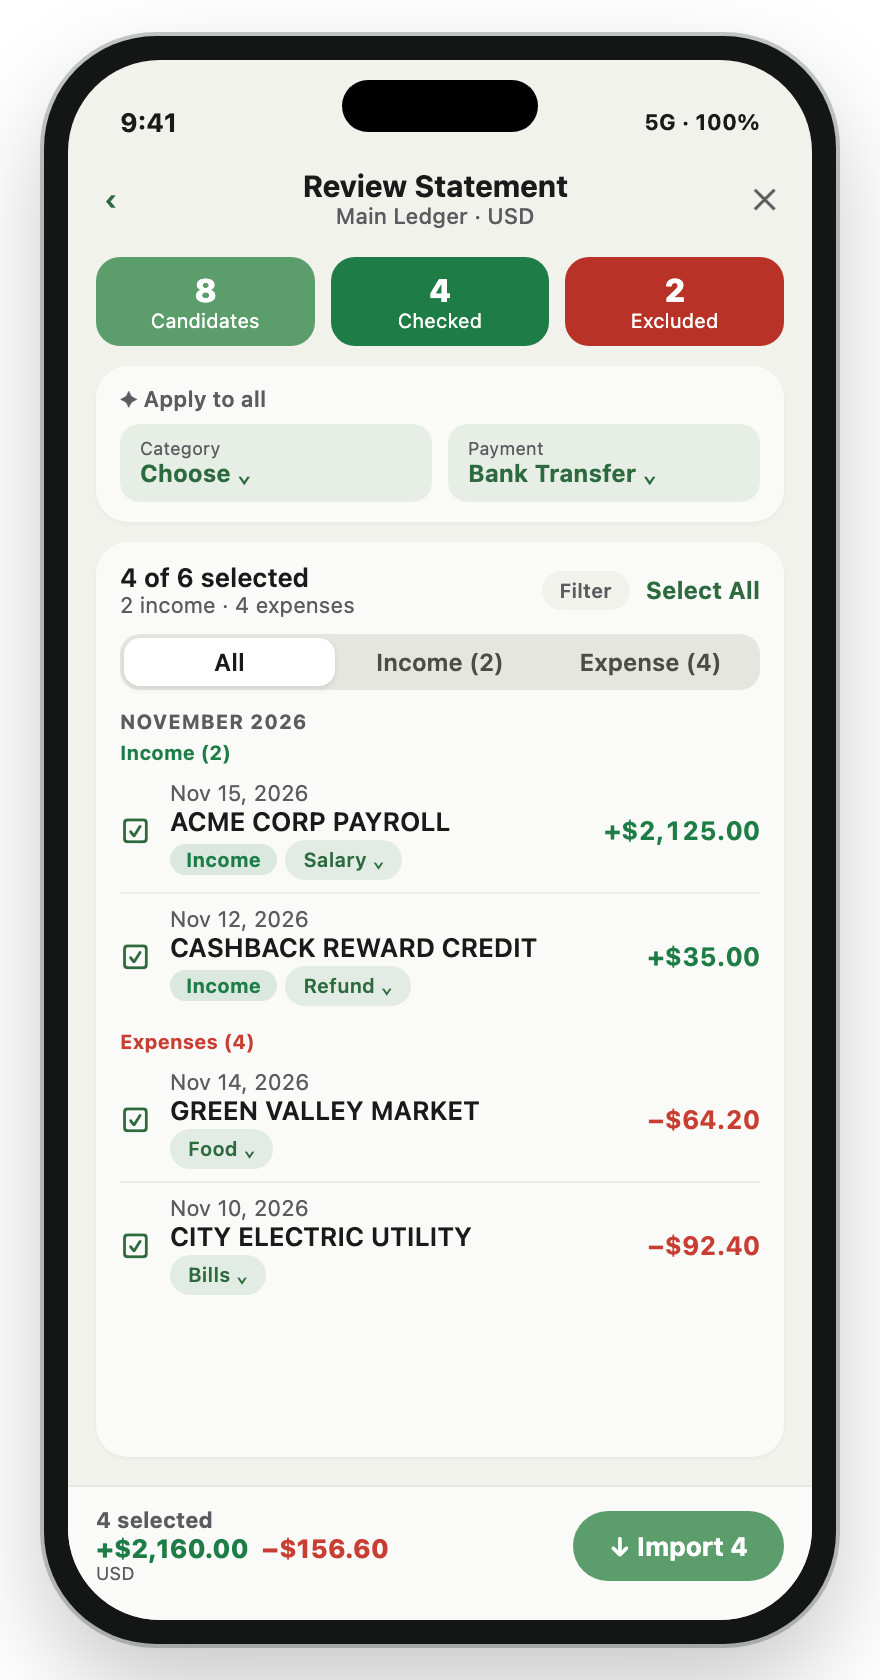 9:41
5G · 100%
Review Statement
Main Ledger · USD
8
Candidates
4
Checked
2
Excluded
✦ Apply to all
Category
Choose
Payment
Bank Transfer
4 of 6 selected
2 income · 4 expenses
Filter
Select All
All
Income (2)
Expense (4)
NOVEMBER 2026
Income (2)
Nov 15, 2026
ACME CORP PAYROLL
+$2,125.00
Income
Salary
Nov 12, 2026
CASHBACK REWARD CREDIT
+$35.00
Income
Refund
Expenses (4)
Nov 14, 2026
GREEN VALLEY MARKET
−$64.20
Food
Nov 10, 2026
CITY ELECTRIC UTILITY
−$92.40
Bills
4 selected
+$2,160.00 −$156.60
USD
↓ Import 4